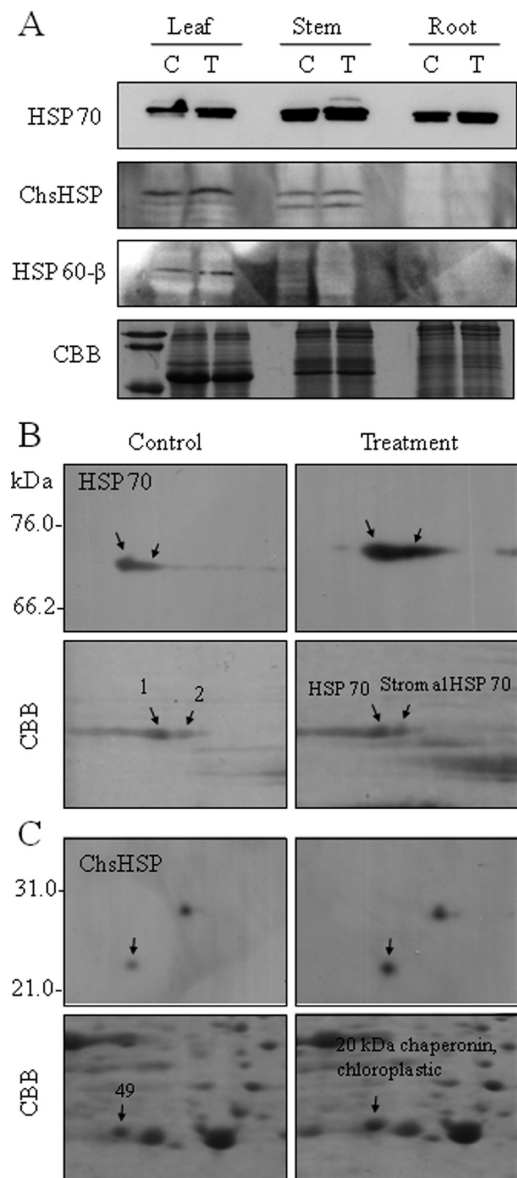 A
Leaf Stem Root
C T C T C T
HSP 70
ChsHSP
HSP 60-β
CBB
B
Control Treatment
kDa
HSP 70
76.0-
66.2-
1 2
HSP 70 Stromal HSP 70
CBB
C
ChsHSP
31.0-
21.0-
49
20 kDa chaperonin,
chloroplastic
CBB